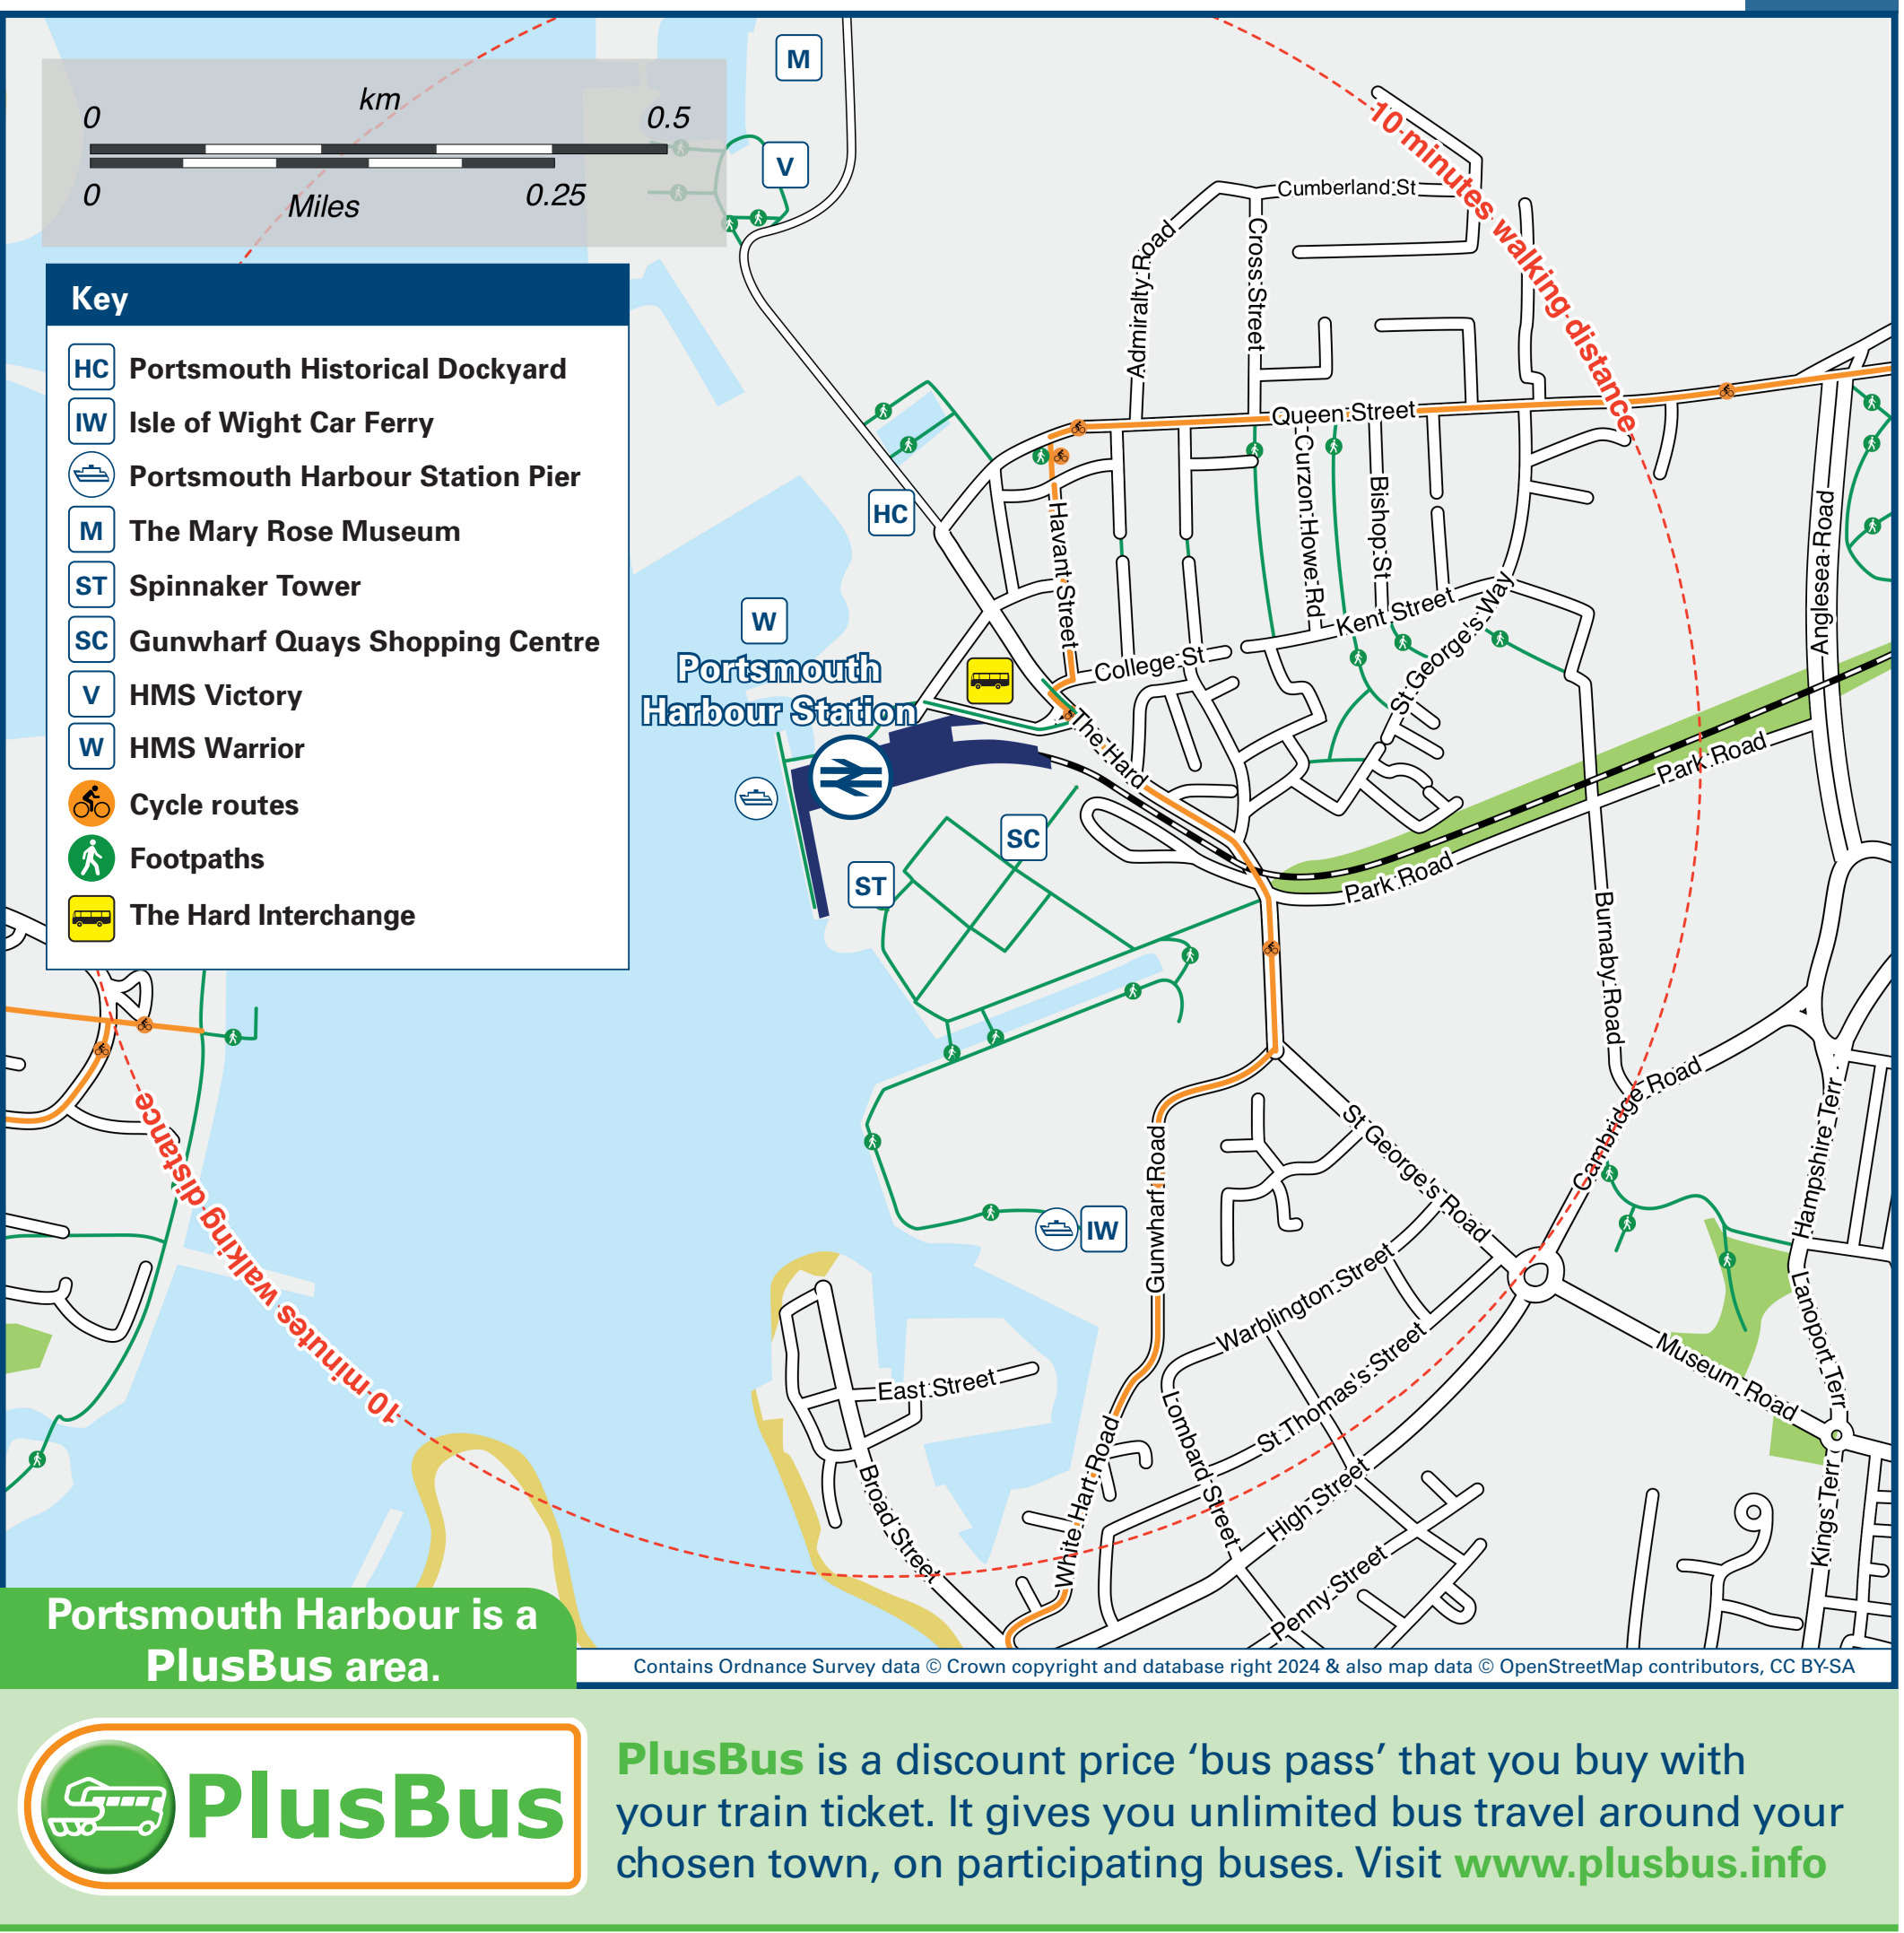 km
0
0.5
0
0.25
Miles
Key
HC Portsmouth Historical Dockyard
IW Isle of Wight Car Ferry
Portsmouth Harbour Station Pier
M The Mary Rose Museum
ST Spinnaker Tower
SC Gunwharf Quays Shopping Centre
V HMS Victory
W HMS Warrior
Cycle routes
Footpaths
The Hard Interchange
M
V
HC
W
Portsmouth
Harbour Station
SC
ST
IW
10 minutes walking distance
10 minutes walking distance
Cumberland St
Admiralty Road
Cross Street
Queen Street
Havant Street
Curzon Howe Rd
Bishop St
Kent Street
St George's Way
College St
The Hard
Anglesea Road
Park Road
Park Road
Burnaby Road
Cambridge Road
Hampshire Terr
St George's Road
Gunwharf Road
Warblington Street
St Thomas's Street
Lombard Street
High Street
Museum Road
Lanoport Terr
Kings Terr
East Street
Broad Street
White Hart Road
Penny Street
Portsmouth Harbour is a
PlusBus area.
Contains Ordnance Survey data © Crown copyright and database right 2024 & also map data © OpenStreetMap contributors, CC BY-SA
PlusBus
PlusBus is a discount price ‘bus pass’ that you buy with
your train ticket. It gives you unlimited bus travel around your
chosen town, on participating buses. Visit www.plusbus.info